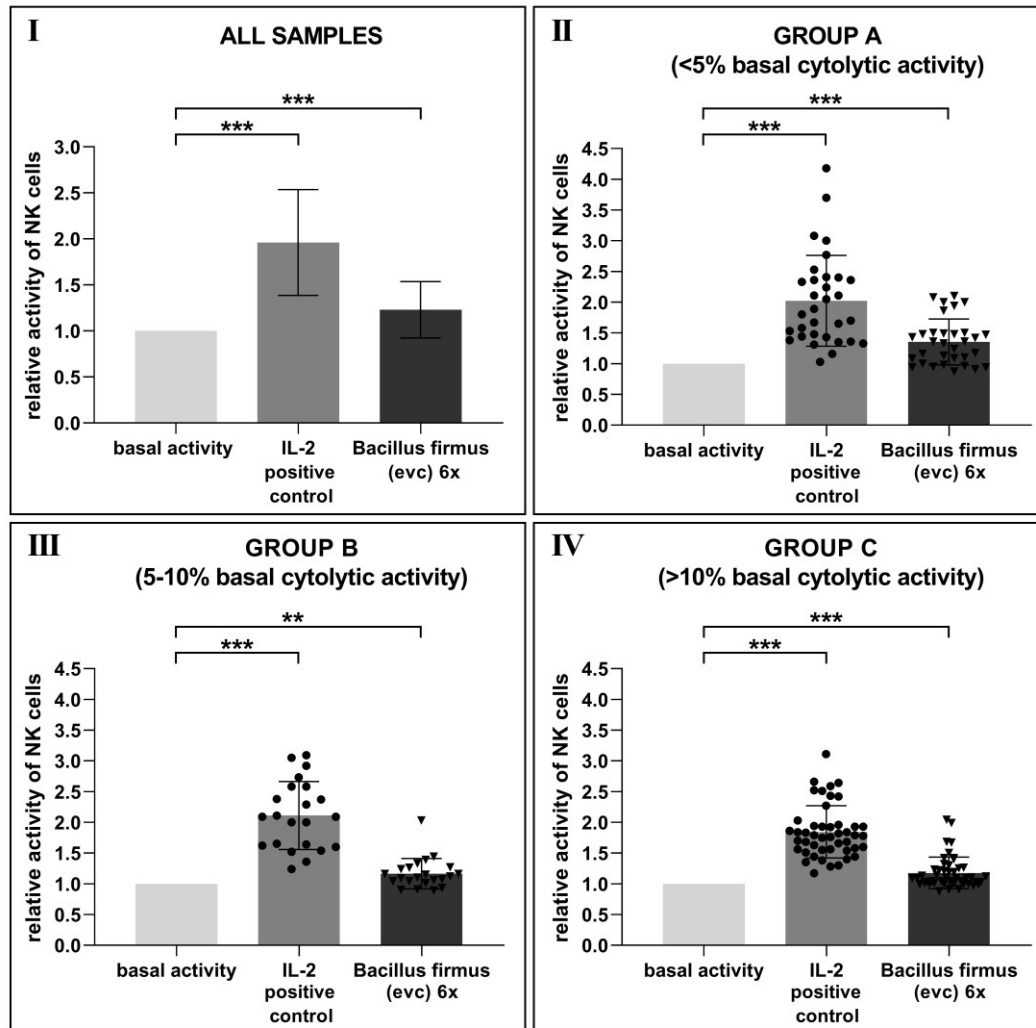 I
ALL SAMPLES
***
***
relative activity of NK cells
3.0
2.5
2.0
1.5
1.0
0.5
0.0
basal activity
IL-2
positive
control
Bacillus firmus
(evc) 6x
II
GROUP A
(<5% basal cytolytic activity)
***
***
relative activity of NK cells
4.5
4.0
3.5
3.0
2.5
2.0
1.5
1.0
0.5
0.0
basal activity
IL-2
positive
control
Bacillus firmus
(evc) 6x
III
GROUP B
(5-10% basal cytolytic activity)
**
***
relative activity of NK cells
4.5
4.0
3.5
3.0
2.5
2.0
1.5
1.0
0.5
0.0
basal activity
IL-2
positive
control
Bacillus firmus
(evc) 6x
IV
GROUP C
(>10% basal cytolytic activity)
***
***
relative activity of NK cells
4.5
4.0
3.5
3.0
2.5
2.0
1.5
1.0
0.5
0.0
basal activity
IL-2
positive
control
Bacillus firmus
(evc) 6x